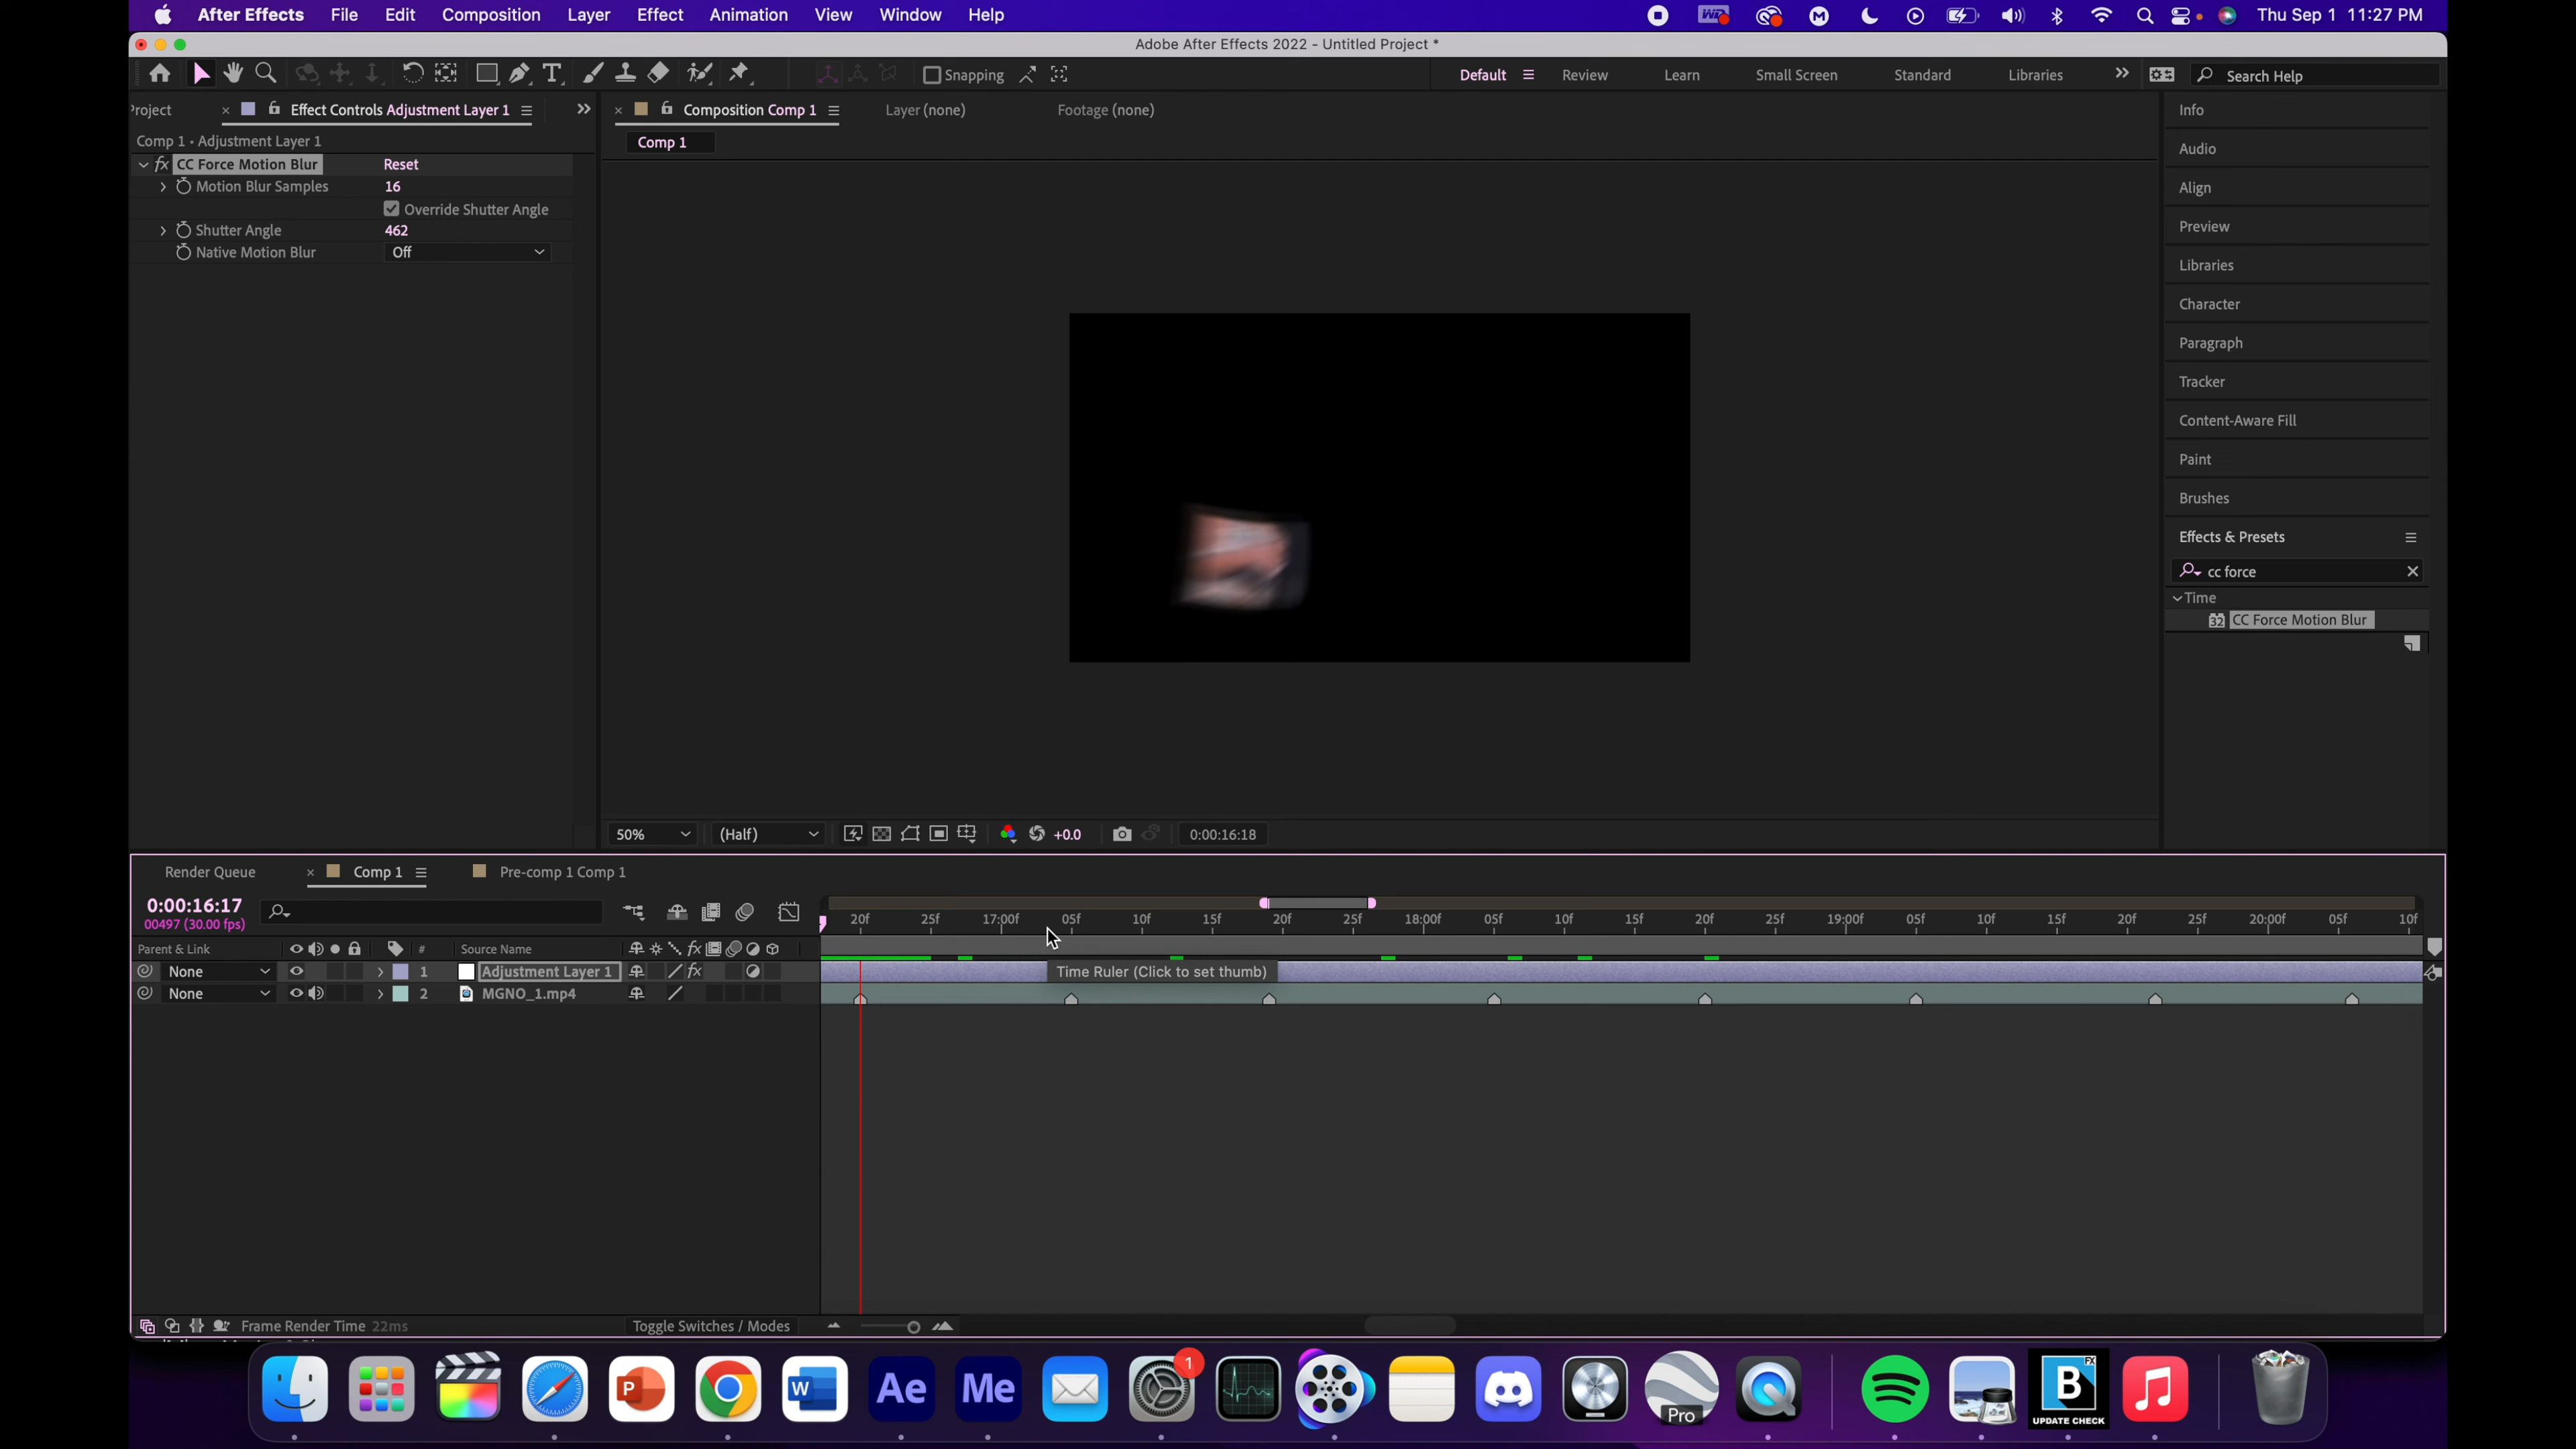 After Effects File Edit Composition Layer Effect Animation View Window Help Thu Sep 1 11:27 PM
Adobe After Effects 2022 - Untitled Project *
Snapping Default Review Learn Small Screen Standard Libraries Search Help
roject Effect Controls Adjustment Layer 1
Composition Comp 1 Layer (none) Footage (none)
Comp 1 • Adjustment Layer 1
Comp 1
fx CC Force Motion Blur Reset
Motion Blur Samples 16
Override Shutter Angle
Shutter Angle 462
Native Motion Blur Off
Info
Audio
Align
Preview
Libraries
Character
Paragraph
Tracker
Content-Aware Fill
Paint
Brushes
Effects & Presets
cc force
Time
32 CC Force Motion Blur
50% (Half) +0.0 0:00:16:18
Render Queue Comp 1 Pre-comp 1 Comp 1
0:00:16:17
00497 (30.00 fps)
20f 25f 17:00f 05f 10f 15f 20f 25f 18:00f 05f 10f 15f 20f 25f 19:00f 05f 10f 15f 20f 25f 20:00f 05f 10f
Parent & Link # Source Name fx
None 1 Adjustment Layer 1 fx
Time Ruler (Click to set thumb)
None 2 MGNO_1.mp4
Frame Render Time 22ms Toggle Switches / Modes
P W Ae Me 1 Pro B FX UPDATE CHECK